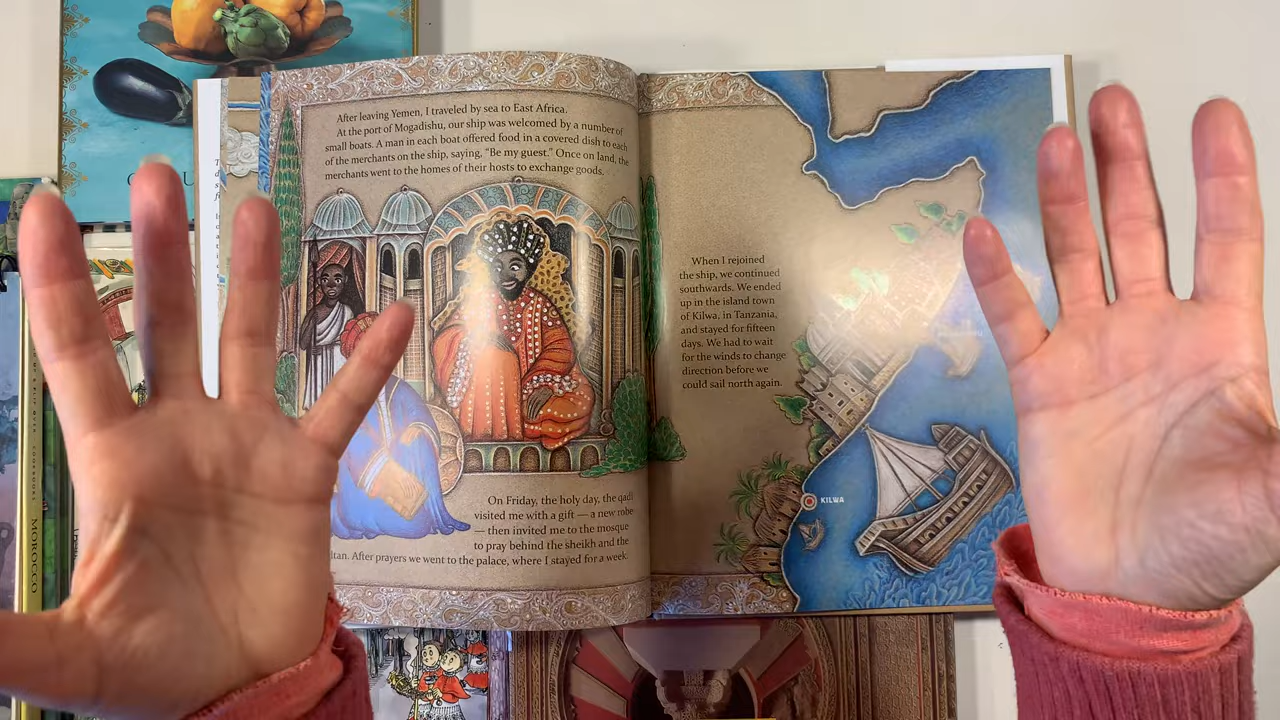 After leaving Yemen, I traveled by sea to East Africa.
At the port of Mogadishu, our ship was welcomed by a number of
small boats. A man in each boat offered food in a covered dish to each
of the merchants on the ship, saying, “Be my guest.” Once on land, the
merchants went to the homes of their hosts to exchange goods.
On Friday, the holy day, the qadi
visited me with a gift — a new robe
— then invited me to the mosque
to pray behind the sheikh and the
After prayers we went to the palace, where I stayed for a week.
When I rejoined
the ship, we continued
southwards. We ended
up in the island town
of Kilwa, in Tanzania,
and stayed for fifteen
days. We had to wait
for the winds to change
direction before we
could sail north again.
KILWA
MOROCCO